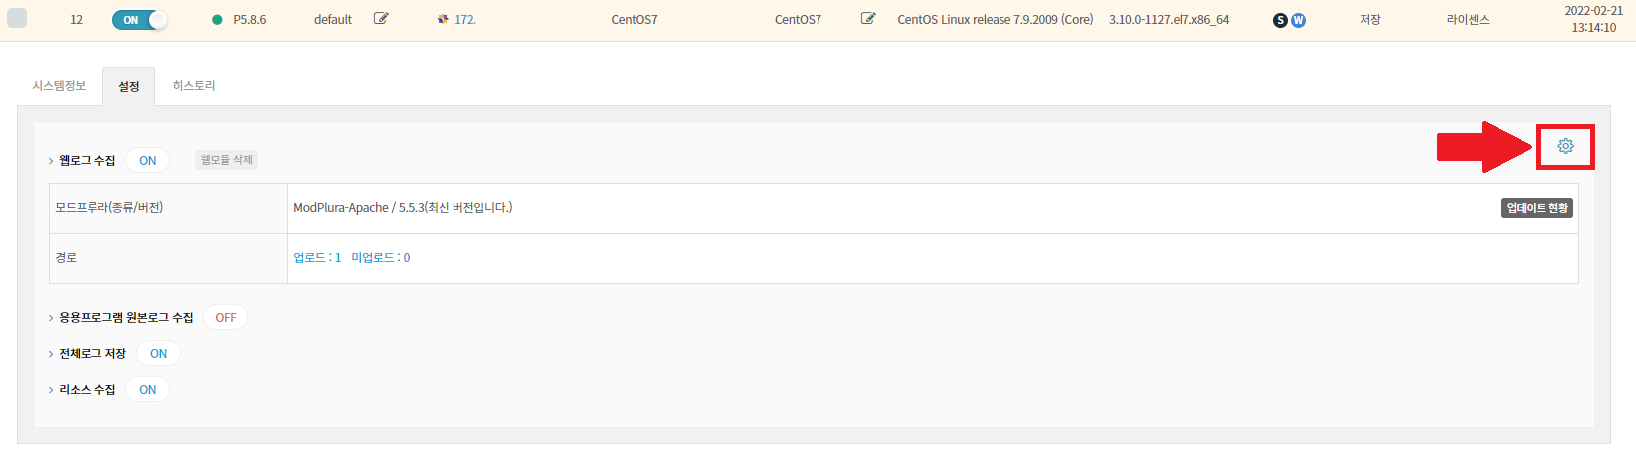 12 ON P5.8.6 default 172. CentOS7 CentOS7 CentOS Linux release 7.9.2009 (Core) 3.10.0-1127.el7.x86_64 S W 저장 라이센스 2022-02-21
13:14:10
시스템정보 설정 히스토리
웹로그 수집 ON 웹모듈 삭제
모드프루라(종류/버전) ModPlura-Apache / 5.5.3(최신 버전입니다.) 업데이트 현황
경로 업로드 : 1 미업로드 : 0
응용프로그램 원본로그 수집 OFF
전체로그 저장 ON
리소스 수집 ON